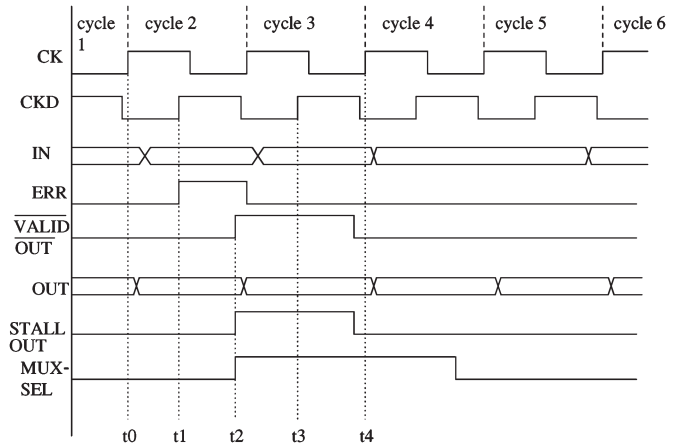 cycle 1 cycle 2 cycle 3 cycle 4 cycle 5 cycle 6
CK
CKD
IN
ERR
VALID
OUT
OUT
STALL
OUT
MUX-
SEL
t0 t1 t2 t3 t4